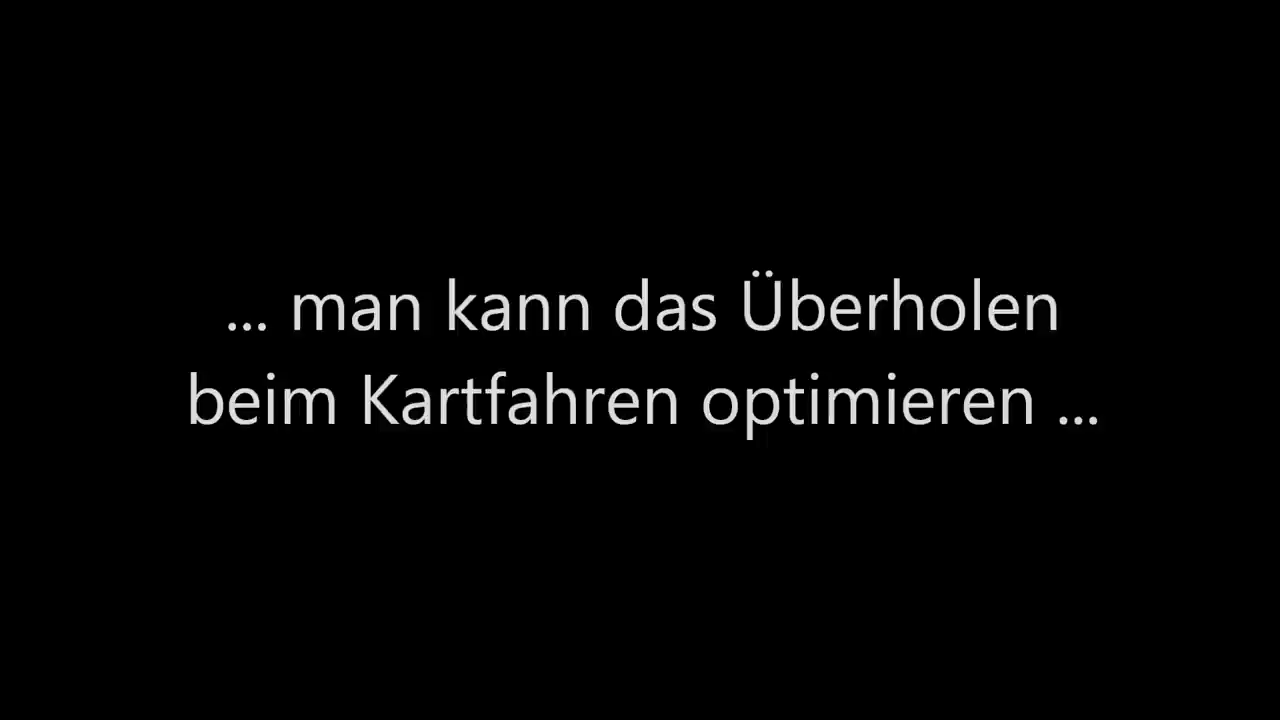 ... man kann das Überholen
beim Kartfahren optimieren ...